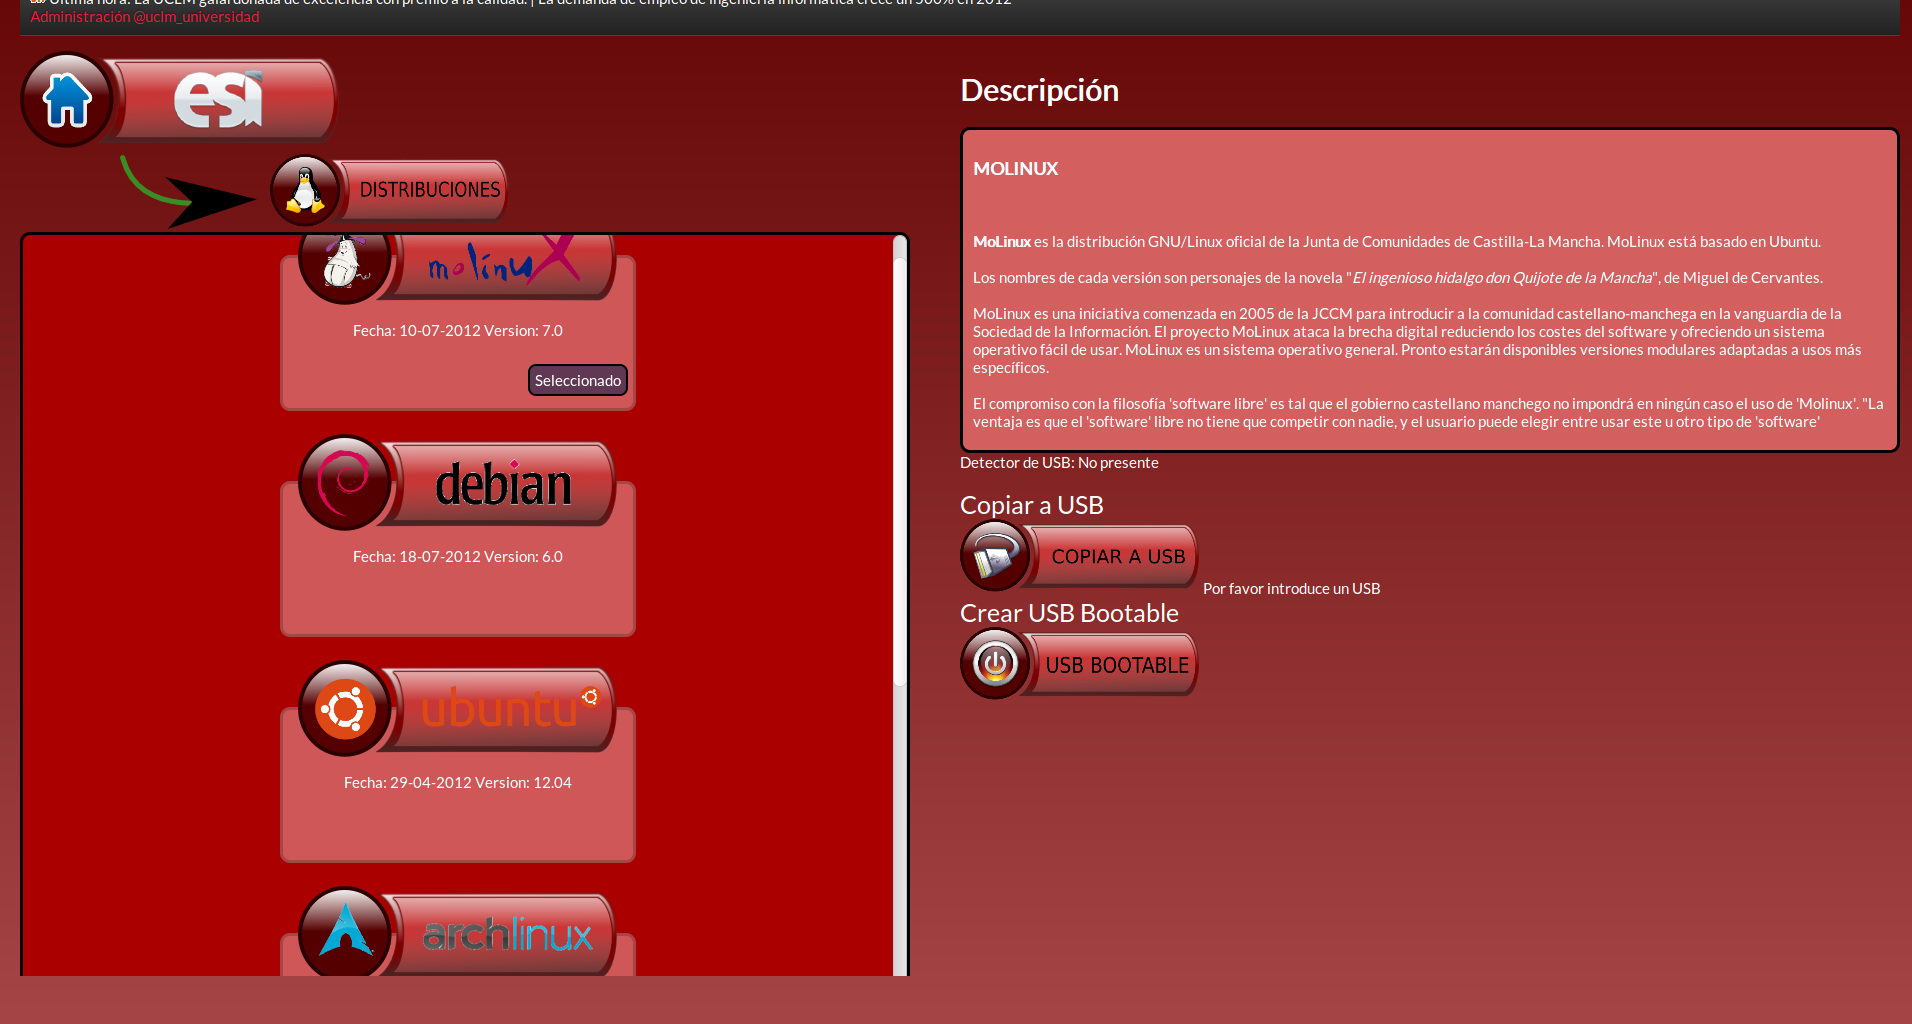 Última hora: La UCLM galardonada de excelencia con premio a la calidad. | La demanda de empleo de ingeniería informática crece un 500% en 2012
Administración @uclm_universidad
esi
DISTRIBUCIONES
molinux
Fecha: 10-07-2012 Version: 7.0
Seleccionado
debian
Fecha: 18-07-2012 Version: 6.0
ubuntu
Fecha: 29-04-2012 Version: 12.04
archlinux
Descripción
MOLINUX
MoLinux es la distribución GNU/Linux oficial de la Junta de Comunidades de Castilla-La Mancha. MoLinux está basado en Ubuntu.
Los nombres de cada versión son personajes de la novela "El ingenioso hidalgo don Quijote de la Mancha", de Miguel de Cervantes.
MoLinux es una iniciativa comenzada en 2005 de la JCCM para introducir a la comunidad castellano-manchega en la vanguardia de la
Sociedad de la Información. El proyecto MoLinux ataca la brecha digital reduciendo los costes del software y ofreciendo un sistema
operativo fácil de usar. MoLinux es un sistema operativo general. Pronto estarán disponibles versiones modulares adaptadas a usos más
específicos.
El compromiso con la filosofía 'software libre' es tal que el gobierno castellano manchego no impondrá en ningún caso el uso de 'Molinux'. "La
ventaja es que el 'software' libre no tiene que competir con nadie, y el usuario puede elegir entre usar este u otro tipo de 'software'
Detector de USB: No presente
Copiar a USB
COPIAR A USB
Por favor introduce un USB
Crear USB Bootable
USB BOOTABLE